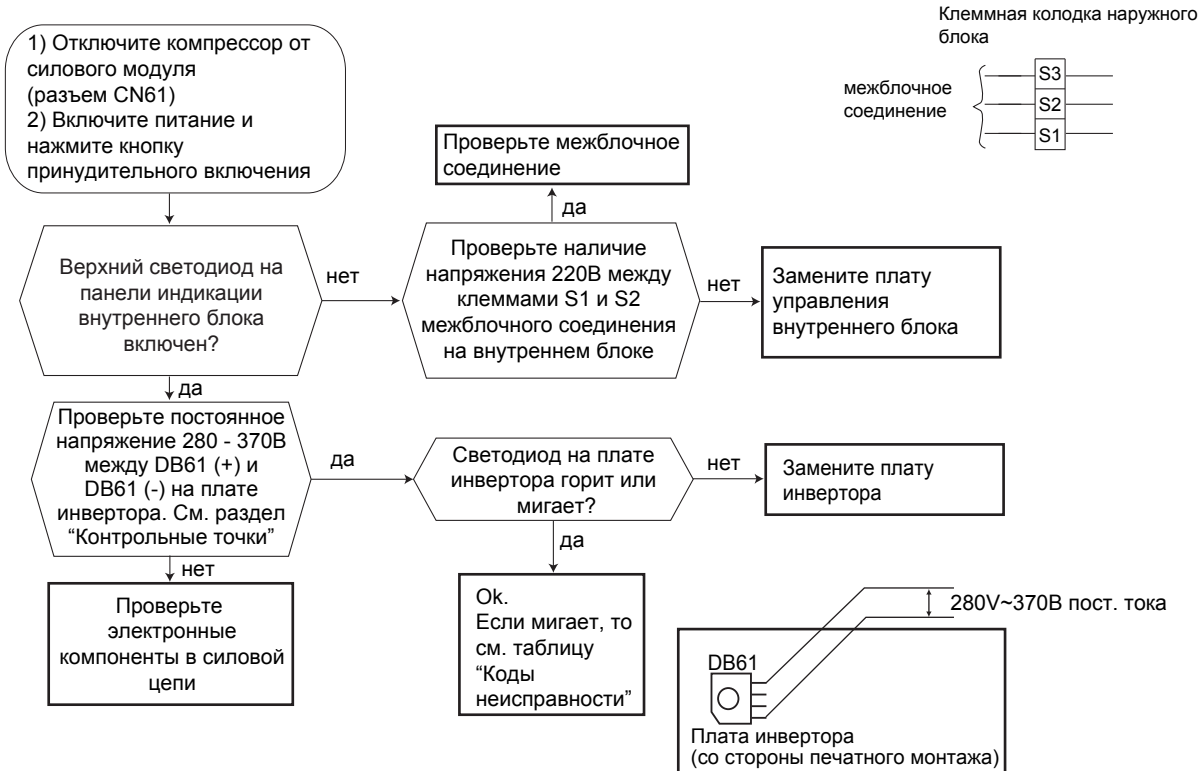 Клеммная колодка наружного
блока
межблочное
соединение
S3
S2
S1
1) Отключите компрессор от
силового модуля
(разъем CN61)
2) Включите питание и
нажмите кнопку
принудительного включения
Проверьте межблочное
соединение
да
Верхний светодиод на
панели индикации
внутреннего блока
включен?
нет
Проверьте наличие
напряжения 220В между
клеммами S1 и S2
межблочного соединения
на внутреннем блоке
нет
Замените плату
управления
внутреннего блока
да
Проверьте постоянное
напряжение 280 - 370В
между DB61 (+) и
DB61 (-) на плате
инвертора. См. раздел
“Контрольные точки”
да
Светодиод на плате
инвертора горит или
мигает?
нет
Замените плату
инвертора
нет
Проверьте
электронные
компоненты в силовой
цепи
да
Ok.
Если мигает, то
см. таблицу
“Коды
неисправности”
280V~370В пост. тока
DB61
Плата инвертора
(со стороны печатного монтажа)